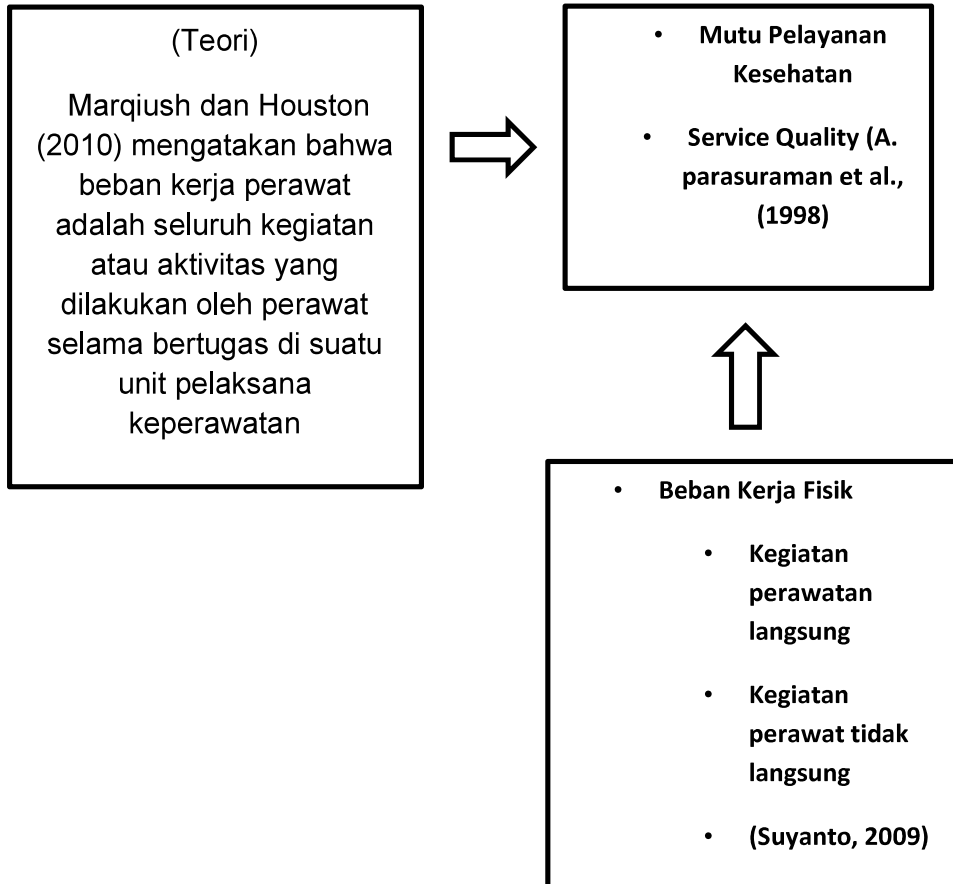 (Teori)
Marqiush dan Houston
(2010) mengatakan bahwa
beban kerja perawat
adalah seluruh kegiatan
atau aktivitas yang
dilakukan oleh perawat
selama bertugas di suatu
unit pelaksana
keperawatan
• Mutu Pelayanan
Kesehatan
• Service Quality (A.
parasuraman et al.,
(1998)
• Beban Kerja Fisik
• Kegiatan
perawatan
langsung
• Kegiatan
perawat tidak
langsung
• (Suyanto, 2009)